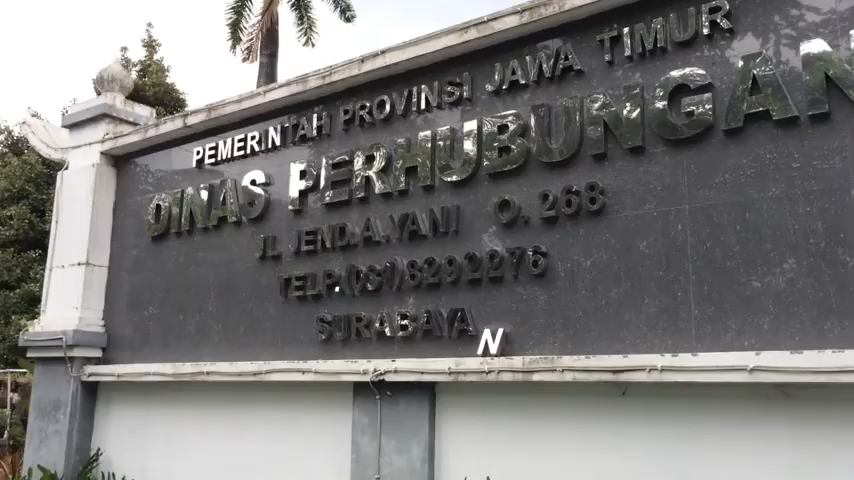 PEMERINTAH PROVINSI JAWA TIMUR
DINAS PERHUBUNGAN
JL. JEND.A.YANI O. 268
TELP. (031)8292276
SURABAYA
N